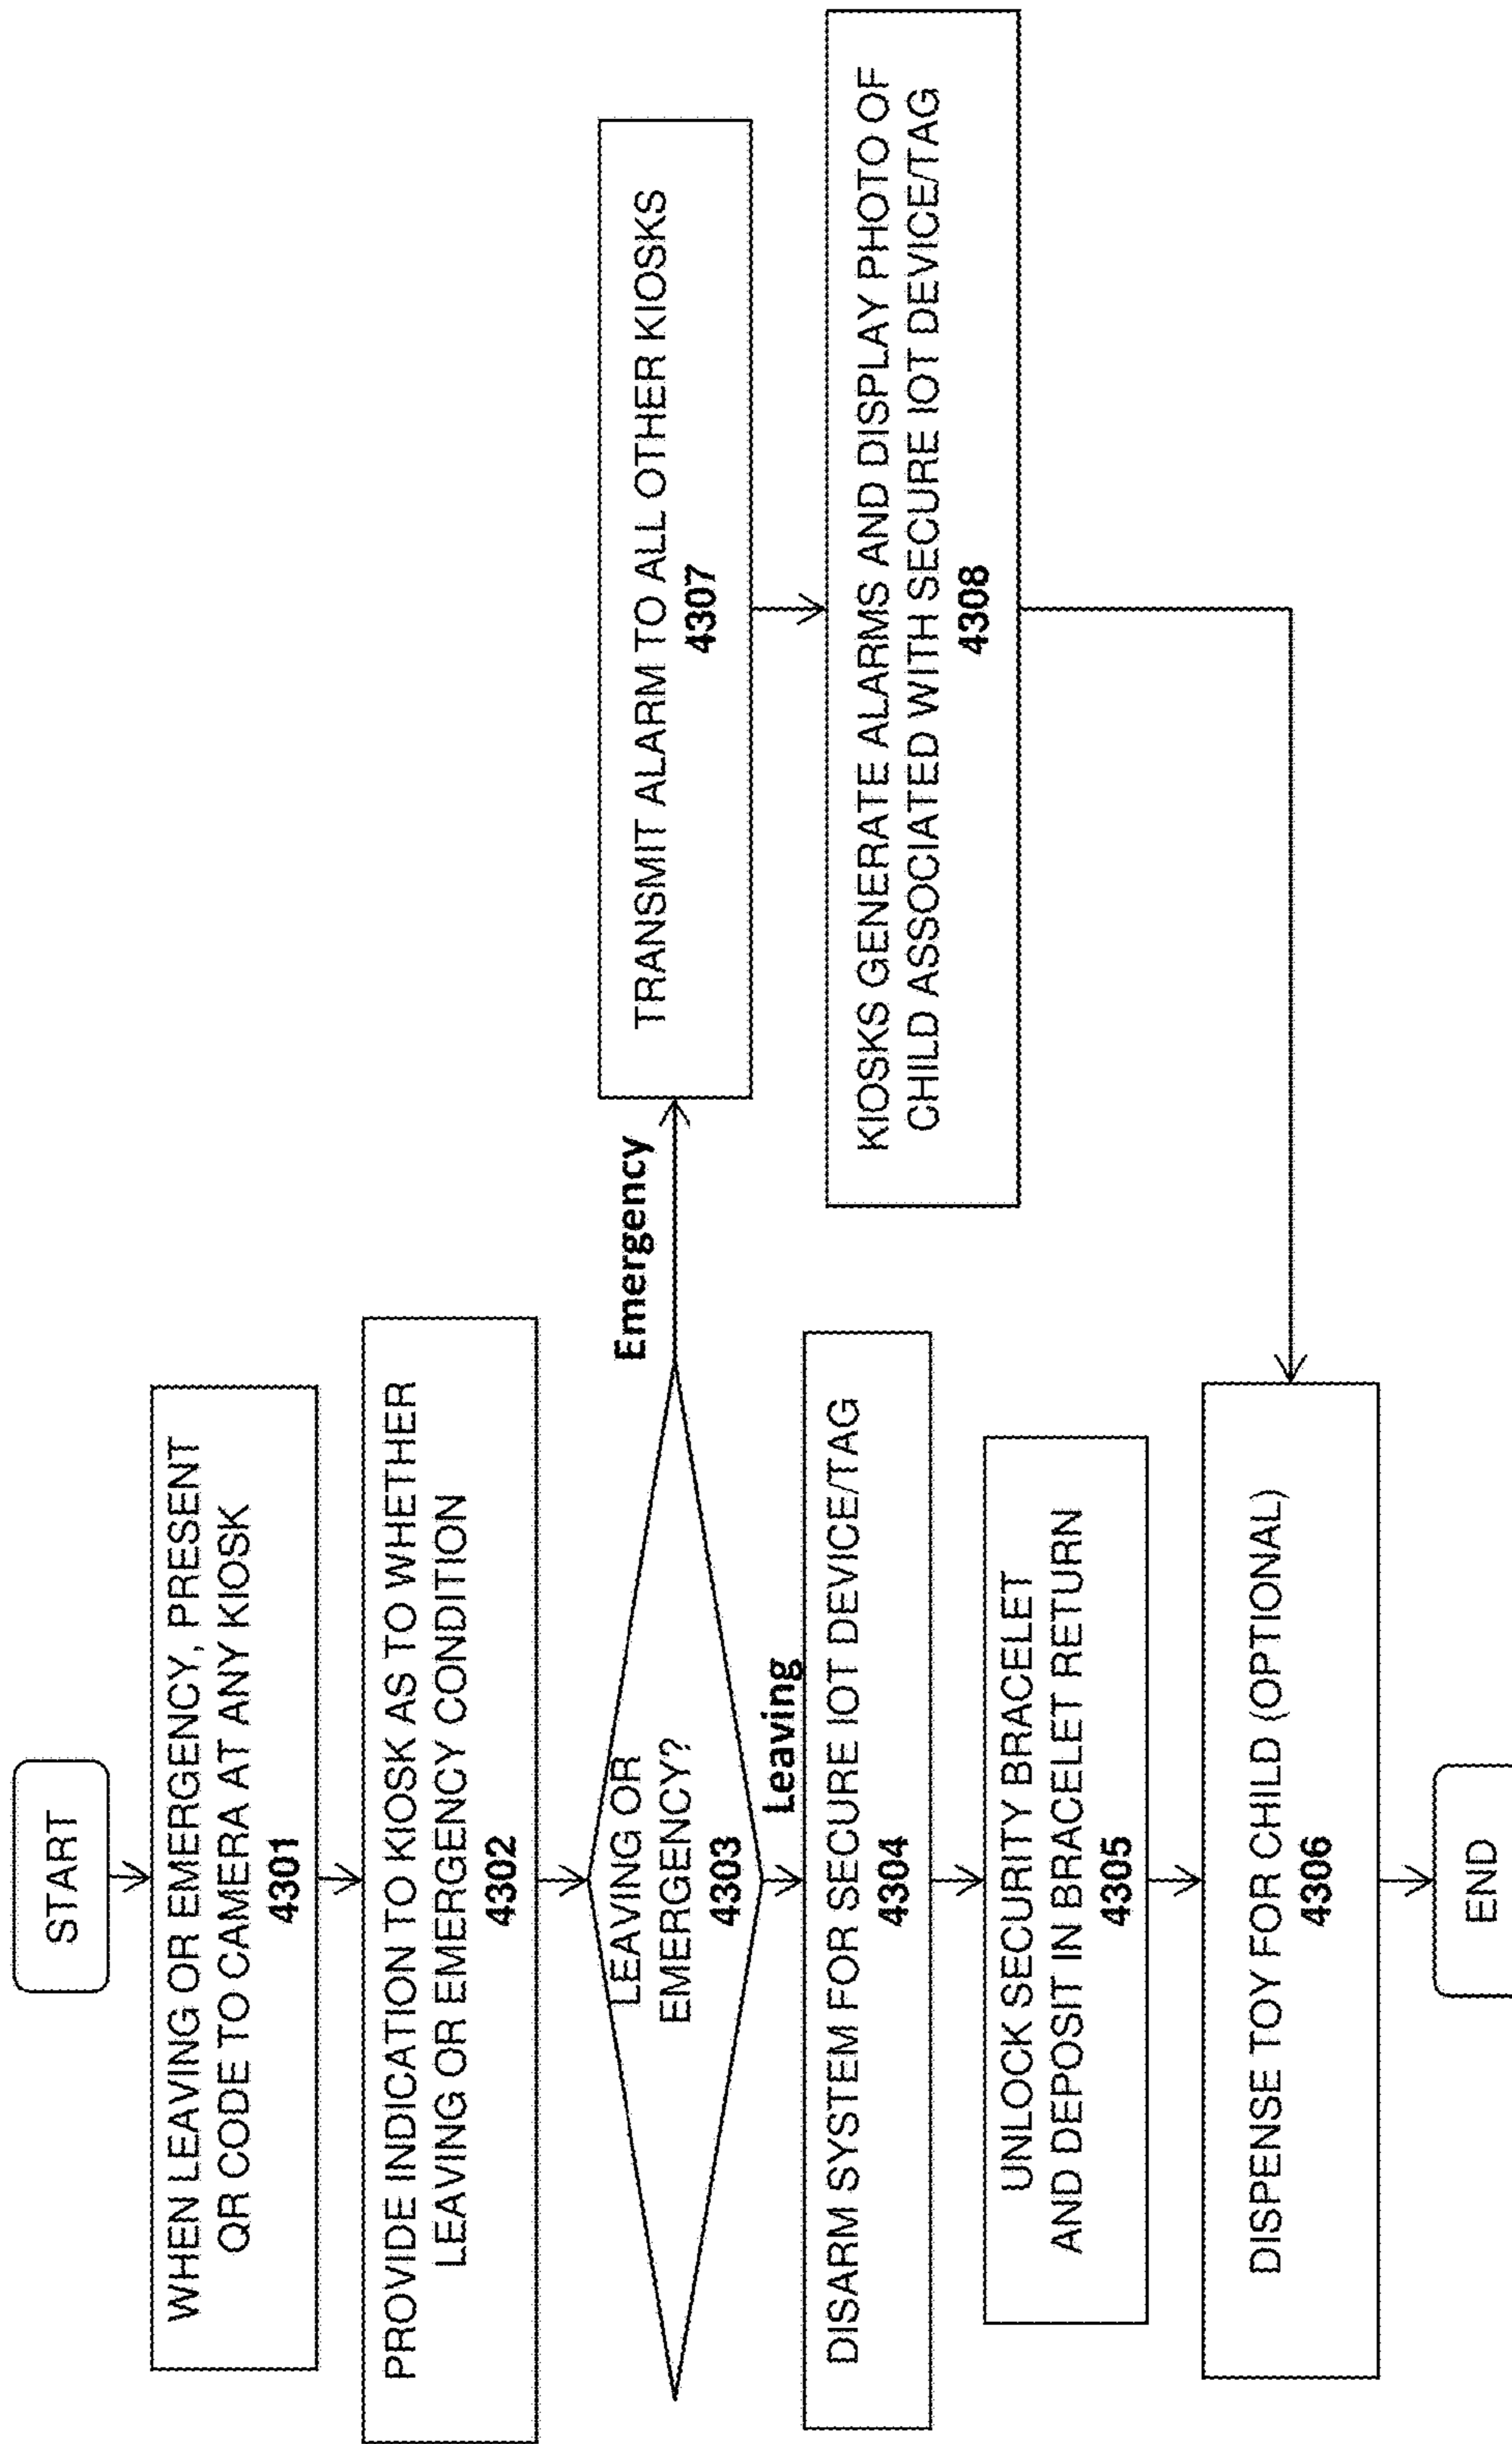 START
WHEN LEAVING OR EMERGENCY, PRESENT
QR CODE TO CAMERA AT ANY KIOSK
4301
PROVIDE INDICATION TO KIOSK AS TO WHETHER
LEAVING OR EMERGENCY CONDITION
4302
LEAVING OR
EMERGENCY?
4303
Emergency
Leaving
DISARM SYSTEM FOR SECURE IOT DEVICE/TAG
4304
UNLOCK SECURITY BRACELET
AND DEPOSIT IN BRACELET RETURN
4305
DISPENSE TOY FOR CHILD (OPTIONAL)
4306
END
TRANSMIT ALARM TO ALL OTHER KIOSKS
4307
KIOSKS GENERATE ALARMS AND DISPLAY PHOTO OF
CHILD ASSOCIATED WITH SECURE IOT DEVICE/TAG
4308